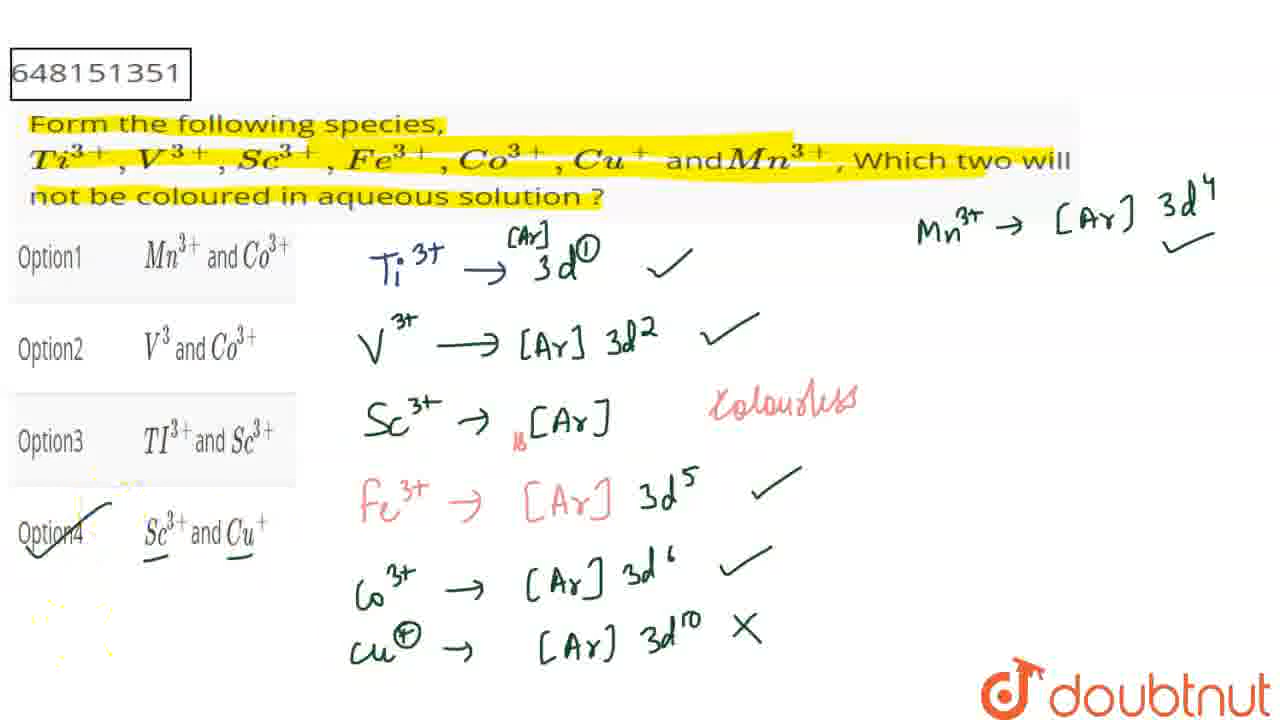 648151351
Form the following species,
Ti³⁺ , V³⁺ , Sc³⁺ , Fe³⁺ , Co³⁺ , Cu⁺ and Mn³⁺ , Which two will
not be coloured in aqueous solution ?
Mn³⁺ → [Ar] 3d⁴ ✓
Option1 Mn³⁺ and Co³⁺
Option2 V³ and Co³⁺
Option3 TI³⁺ and Sc³⁺
Option4 Sc³⁺ and Cu⁺
Ti³⁺ → [Ar] 3d① ✓
V³⁺ → [Ar] 3d² ✓
Sc³⁺ → 18[Ar] Colourless
Fe³⁺ → [Ar] 3d⁵ ✓
Co³⁺ → [Ar] 3d⁶ ✓
Cu⊕ → [Ar] 3d¹⁰ ×
doubtnut